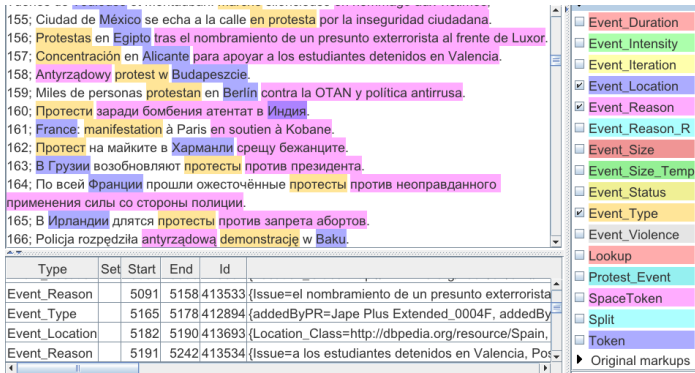 155; Ciudad de México se echa a la calle en protesta por la inseguridad ciudadana.
156; Protestas en Egipto tras el nombramiento de un presunto exterrorista al frente de Luxor.
157; Concentración en Alicante para apoyar a los estudiantes detenidos en Valencia.
158; Antyrządowy protest w Budapeszcie.
159; Miles de personas protestan en Berlín contra la OTAN y política antirrusa.
160; Протести заради бомбения атентат в Индия.
161; France: manifestation à Paris en soutien à Kobane.
162; Протест на майките в Харманли срещу бежанците.
163; В Грузии возобновляют протесты против президента.
164; По всей Франции прошли ожесточённые протесты против неоправданного
применения силы со стороны полиции.
165; В Ирландии длятся протесты против запрета абортов.
166; Policja rozpędziła antyrządową demonstrację w Baku.
Type Set Start End Id
Event_Reason 5091 5158 413533 {Issue=el nombramiento de un presunto exterrorista
Event_Type 5165 5178 412894 {addedByPR=Jape Plus Extended_0004F, addedBy
Event_Location 5182 5190 413693 {Location_Class=http://dbpedia.org/resource/Spain,
Event_Reason 5191 5242 413534 {Issue=a los estudiantes detenidos en Valencia, Pos
Event_Duration
Event_Intensity
Event_Iteration
Event_Location
Event_Reason
Event_Reason_R
Event_Size
Event_Size_Temp
Event_Status
Event_Type
Event_Violence
Lookup
Protest_Event
SpaceToken
Split
Token
Original markups